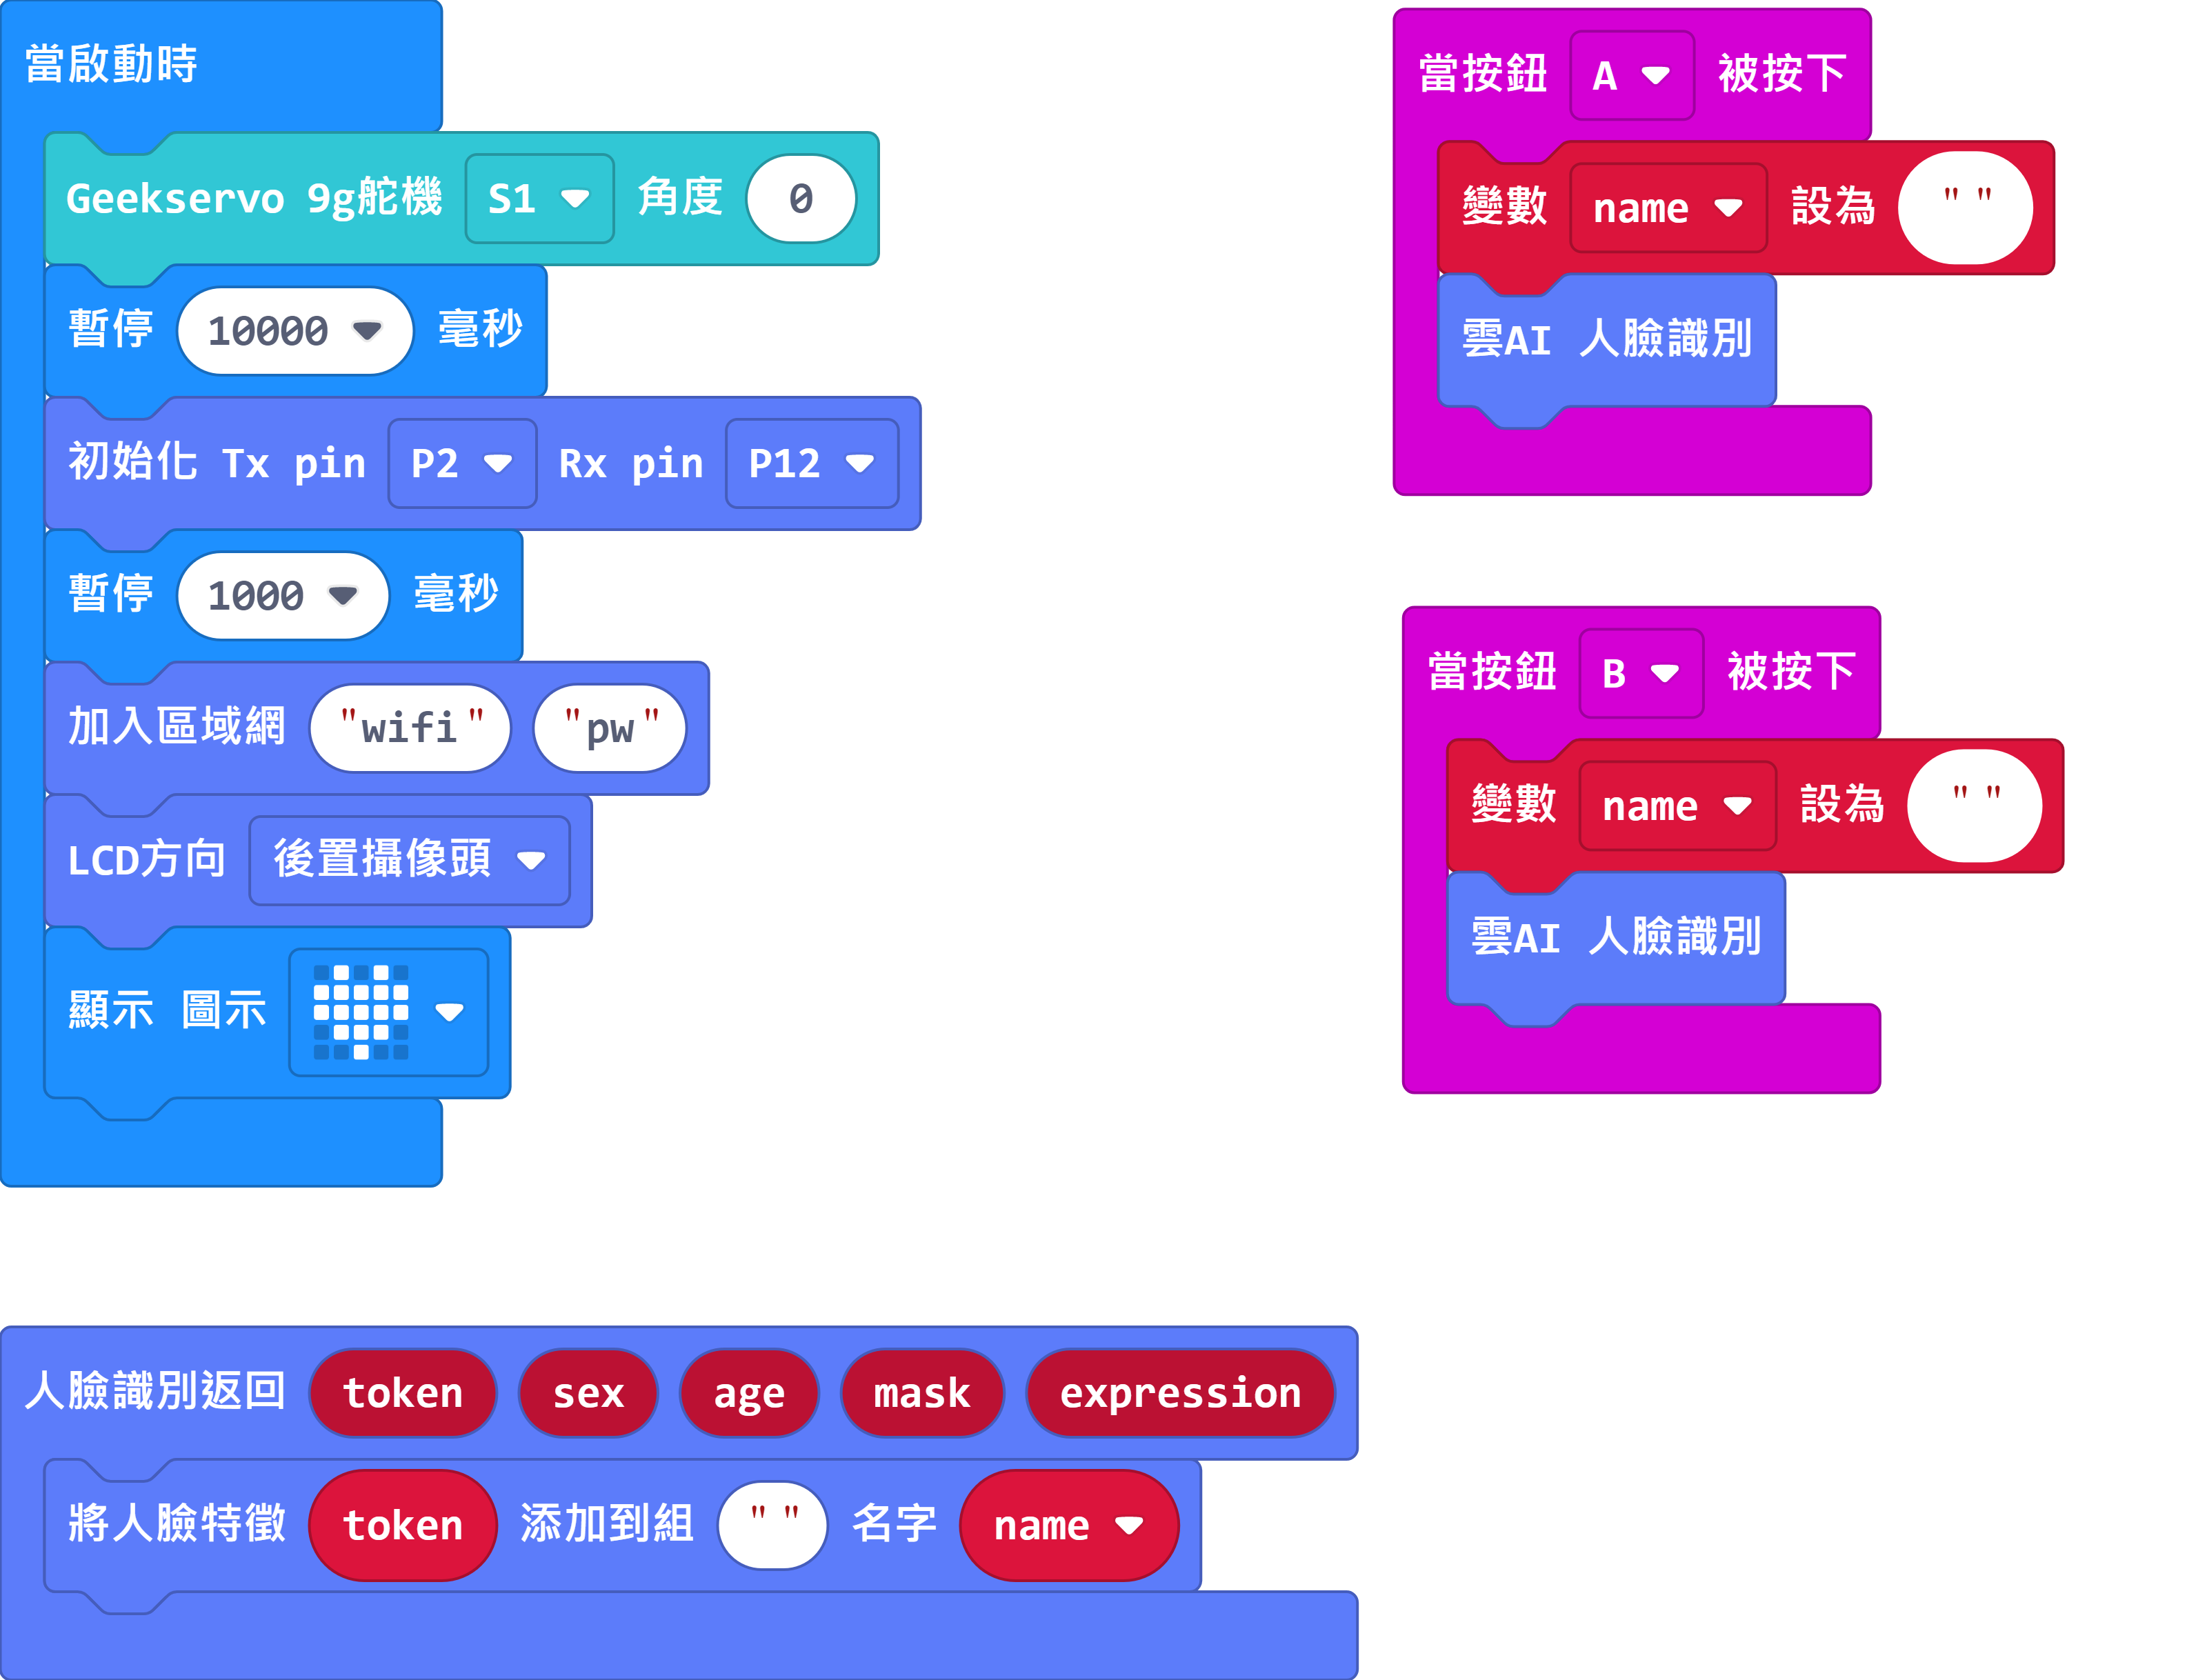 當啟動時
Geekservo 9g舵機 S1 角度 0
暫停 10000 毫秒
初始化 Tx pin P2 Rx pin P12
暫停 1000 毫秒
加入區域網 "wifi" "pw"
LCD方向 後置攝像頭
顯示 圖示
當按鈕 A 被按下
變數 name 設為 " "
雲AI 人臉識別
當按鈕 B 被按下
變數 name 設為 " "
雲AI 人臉識別
人臉識別返回 token sex age mask expression
將人臉特徵 token 添加到組 " " 名字 name